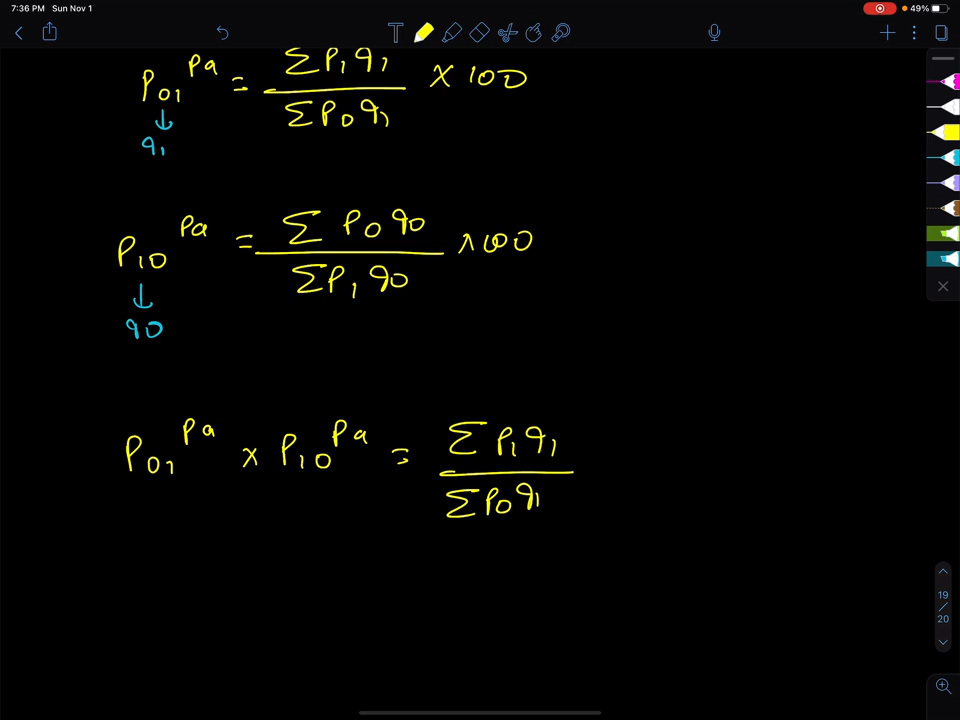 7:36 PM Sun Nov 1
49%
P₀₁ᴾᵃ = ΣP₁q₁ / ΣP₀q₁ × 100
↓
q₁
P₁₀ᴾᵃ = ΣP₀q₀ / ΣP₁q₀ × 100
↓
q₀
P₀₁ᴾᵃ × P₁₀ᴾᵃ = ΣP₁q₁ / ΣP₀q₁
19
/
20